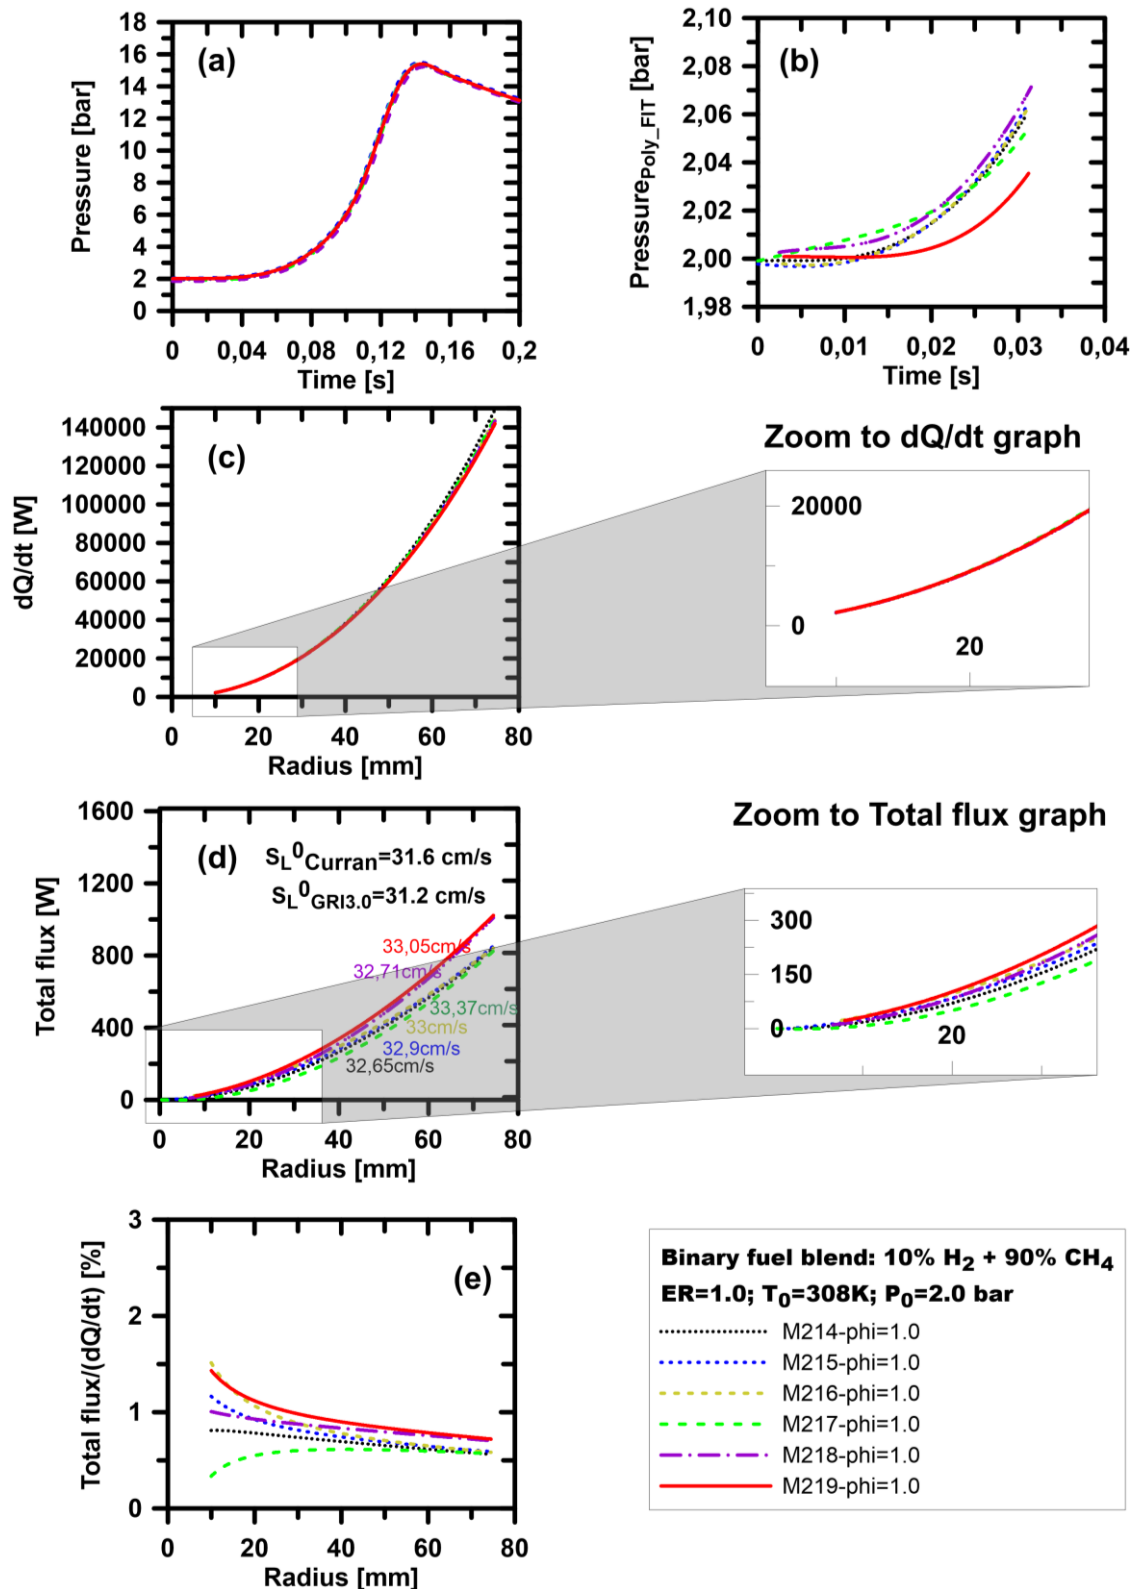 (a)
Pressure [bar]
18
16
14
12
10
8
6
4
2
0
0 0,04 0,08 0,12 0,16 0,2
Time [s]
(b)
Pressure_Poly_FIT [bar]
2,10
2,08
2,06
2,04
2,02
2,00
1,98
0 0,01 0,02 0,03 0,04
Time [s]
(c)
dQ/dt [W]
140000
120000
100000
80000
60000
40000
20000
0
0 20 40 60 80
Radius [mm]
Zoom to dQ/dt graph
20000
0
20
(d)
Total flux [W]
1600
1200
800
400
0
S_L^0 Curran=31.6 cm/s
S_L^0 GRI3.0=31.2 cm/s
33,05cm/s
32,71cm/s
33,37cm/s
33cm/s
32,9cm/s
32,65cm/s
0 20 40 60 80
Radius [mm]
Zoom to Total flux graph
300
150
0
20
(e)
Total flux/(dQ/dt) [%]
3
2
1
0
0 20 40 60 80
Radius [mm]
Binary fuel blend: 10% H2 + 90% CH4
ER=1.0; T0=308K; P0=2.0 bar
M214-phi=1.0
M215-phi=1.0
M216-phi=1.0
M217-phi=1.0
M218-phi=1.0
M219-phi=1.0